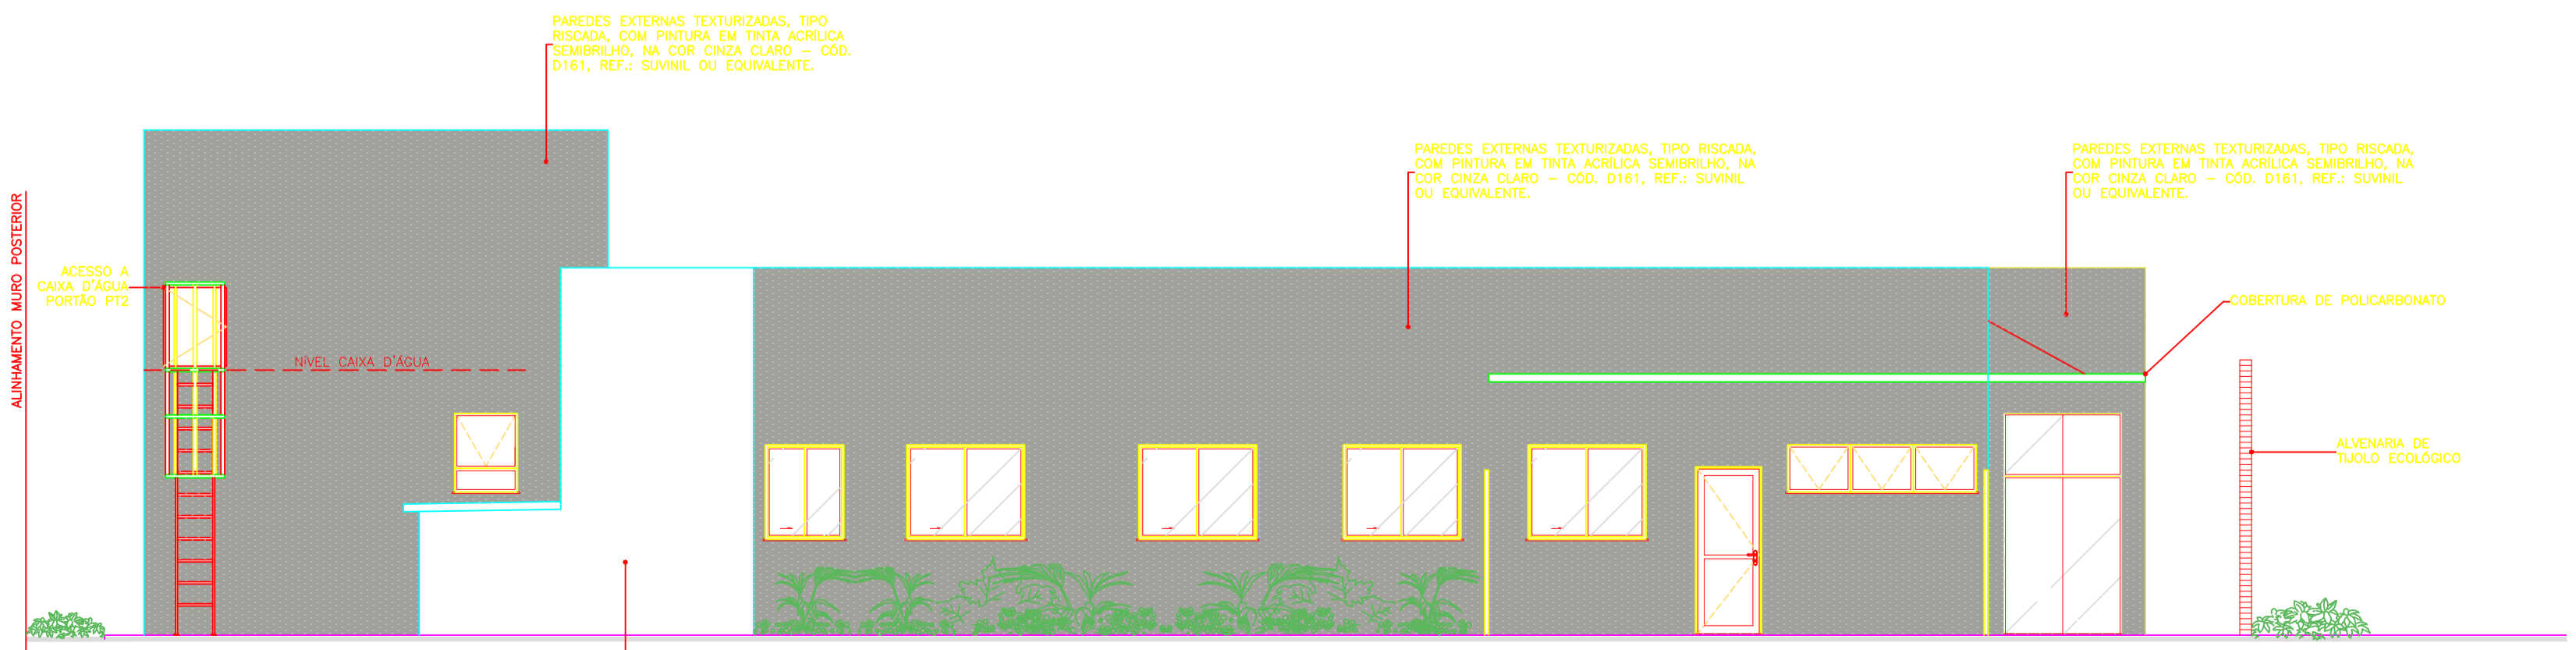 PAREDES EXTERNAS TEXTURIZADAS, TIPO
RISCADA, COM PINTURA EM TINTA ACRÍLICA
SEMIBRILHO, NA COR CINZA CLARO – CÓD.
D161, REF.: SUVINIL OU EQUIVALENTE.
PAREDES EXTERNAS TEXTURIZADAS, TIPO RISCADA,
COM PINTURA EM TINTA ACRÍLICA SEMIBRILHO, NA
COR CINZA CLARO – CÓD. D161, REF.: SUVINIL
OU EQUIVALENTE.
PAREDES EXTERNAS TEXTURIZADAS, TIPO RISCADA,
COM PINTURA EM TINTA ACRÍLICA SEMIBRILHO, NA
COR CINZA CLARO – CÓD. D161, REF.: SUVINIL
OU EQUIVALENTE.
ALINHAMENTO MURO POSTERIOR
ACESSO A
CAIXA D'ÁGUA
PORTÃO PT2
NÍVEL CAIXA D'ÁGUA
COBERTURA DE POLICARBONATO
ALVENARIA DE
TIJOLO ECOLÓGICO